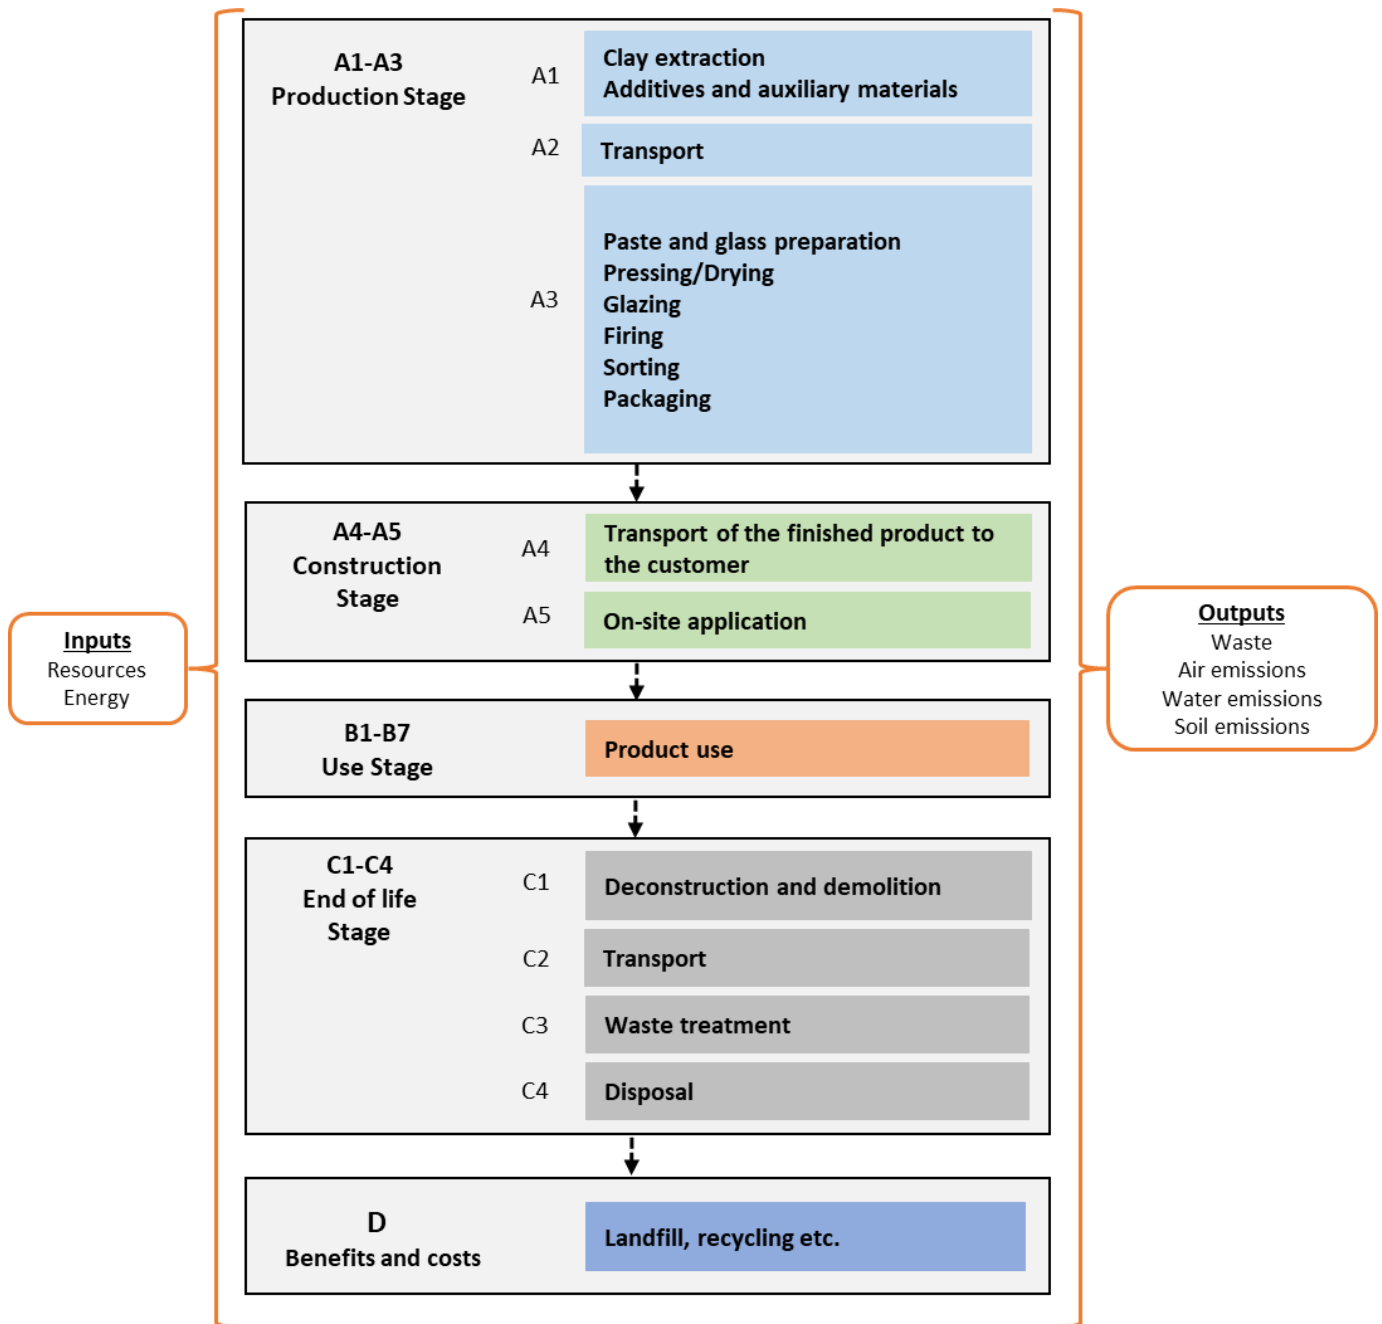 A1-A3
Production Stage
A1
Clay extraction
Additives and auxiliary materials
A2
Transport
A3
Paste and glass preparation
Pressing/Drying
Glazing
Firing
Sorting
Packaging
A4-A5
Construction
Stage
A4
Transport of the finished product to
the customer
A5
On-site application
Inputs
Resources
Energy
Outputs
Waste
Air emissions
Water emissions
Soil emissions
B1-B7
Use Stage
Product use
C1-C4
End of life
Stage
C1
Deconstruction and demolition
C2
Transport
C3
Waste treatment
C4
Disposal
D
Benefits and costs
Landfill, recycling etc.